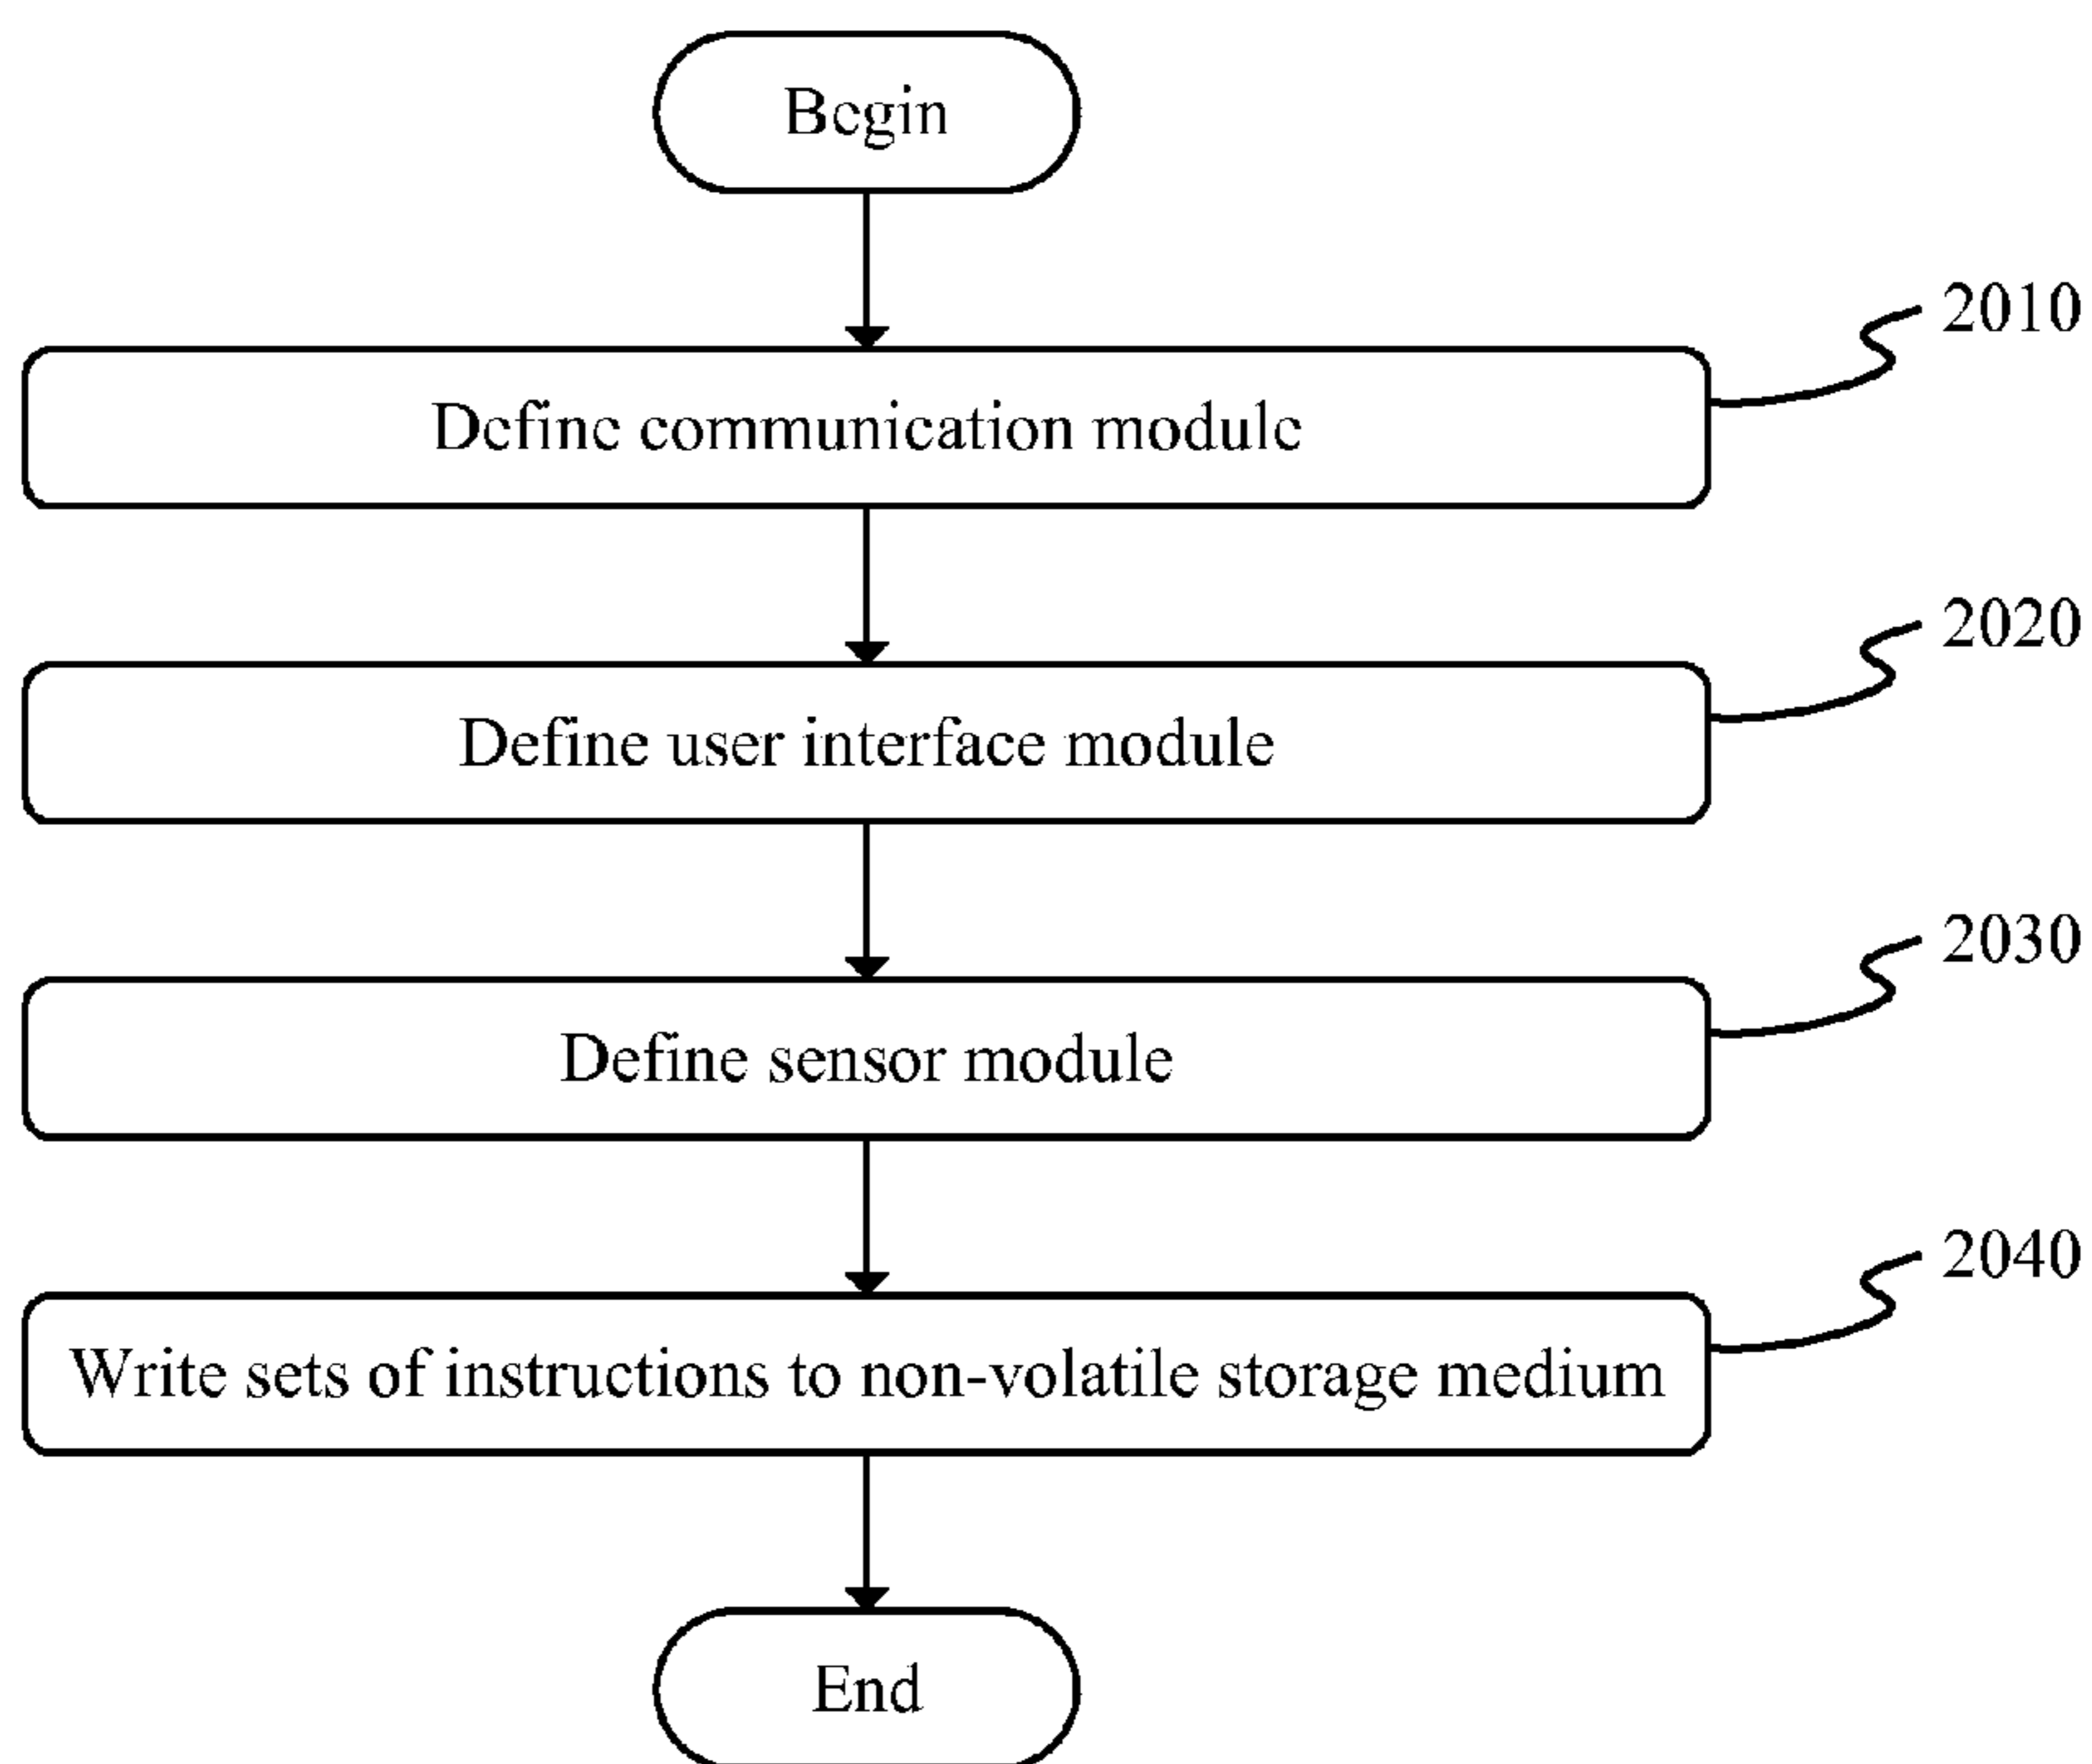 Begin
2010
Define communication module
2020
Define user interface module
2030
Define sensor module
2040
Write sets of instructions to non-volatile storage medium
End